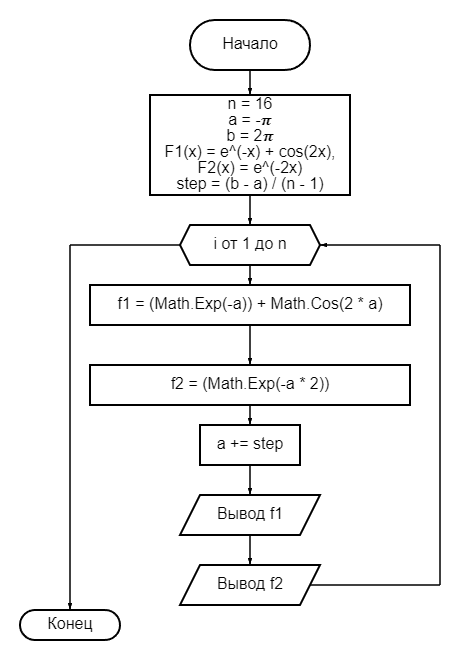 Начало
n = 16
a = -π
b = 2π
F1(x) = e^(-x) + cos(2x),
F2(x) = e^(-2x)
step = (b - a) / (n - 1)
i от 1 до n
f1 = (Math.Exp(-a)) + Math.Cos(2 * a)
f2 = (Math.Exp(-a * 2))
a += step
Вывод f1
Вывод f2
Конец